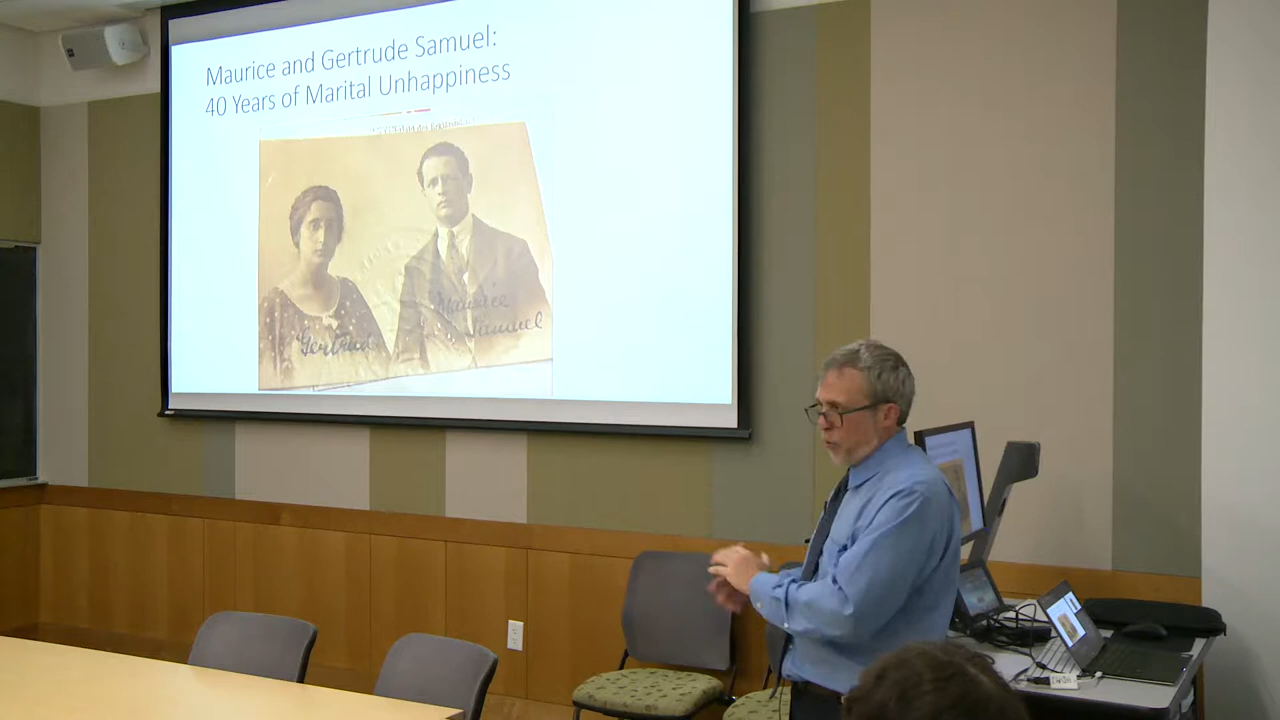 Maurice and Gertrude Samuel:
40 Years of Marital Unhappiness
Gertrude
Maurice
Samuel